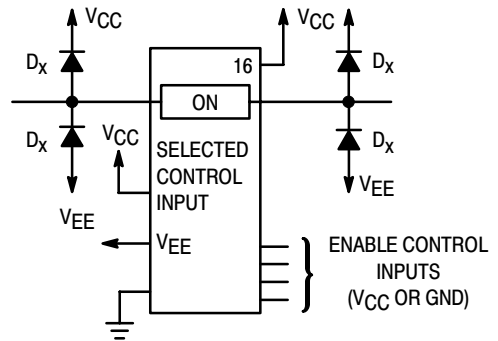 VCC
VCC
16
DX
DX
ON
DX
VCC
SELECTED
CONTROL
INPUT
DX
VEE
VEE
VEE
ENABLE CONTROL
INPUTS
(VCC OR GND)